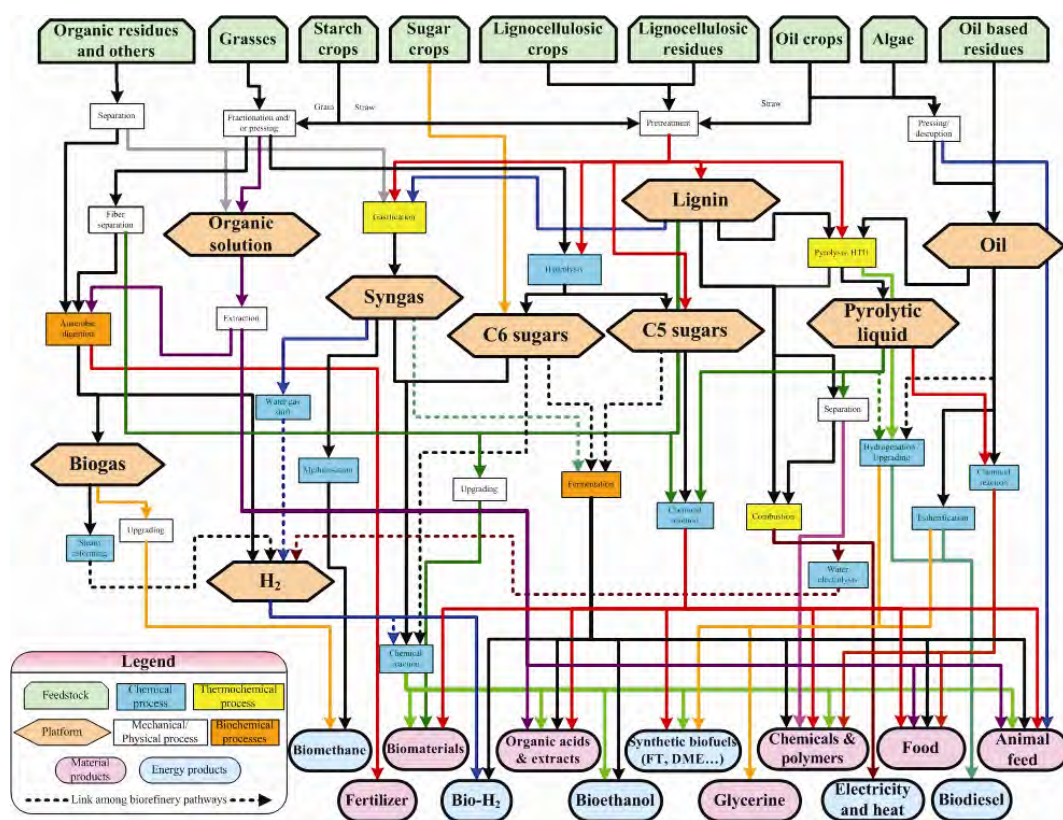 Organic residues
and others
Grasses
Starch
crops
Sugar
crops
Lignocellulosic
crops
Lignocellulosic
residues
Oil crops
Algae
Oil based
residues
Separation
Fractionation and/
or pressing
Grass
Straw
Pretreatment
Straw
Pressing/
Fiber
separation
Organic
solution
Gasification
Lignin
Pyrolysis, HTU
Oil
Hydrolysis
Syngas
C6 sugars
C5 sugars
Pyrolytic
liquid
Anaerobic
digestion
Extraction
Water gas
shift
Separation
Biogas
Methanisation
Upgrading
Fermentation
Chemical
reaction
Combustion
Hydrogenation /
Upgrading
Chemical
reaction
Esterification
Steam
reforming
Upgrading
H2
Water
electrolysis
Chemical
reaction
Legend
Feedstock
Chemical
process
Thermochemical
process
Platform
Mechanical/
Physical process
Biochemical
processes
Material
products
Energy products
Link among biorefinery pathways
Biomethane
Biomaterials
Organic acids
& extracts
Synthetic biofuels
(FT, DME…)
Chemicals &
polymers
Food
Animal
feed
Fertilizer
Bio-H2
Bioethanol
Glycerine
Electricity
and heat
Biodiesel